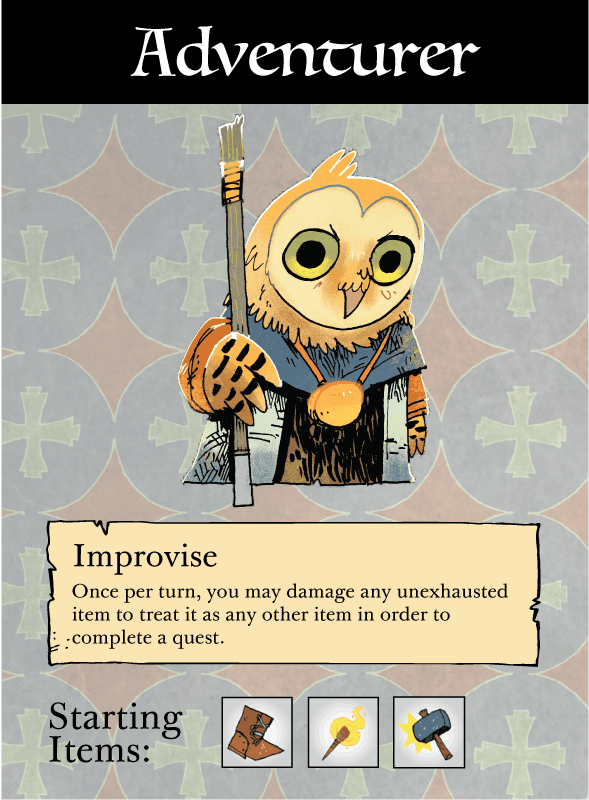 Adventurer
Improvise
Once per turn, you may damage any unexhausted
item to treat it as any other item in order to
complete a quest.
Starting
Items: